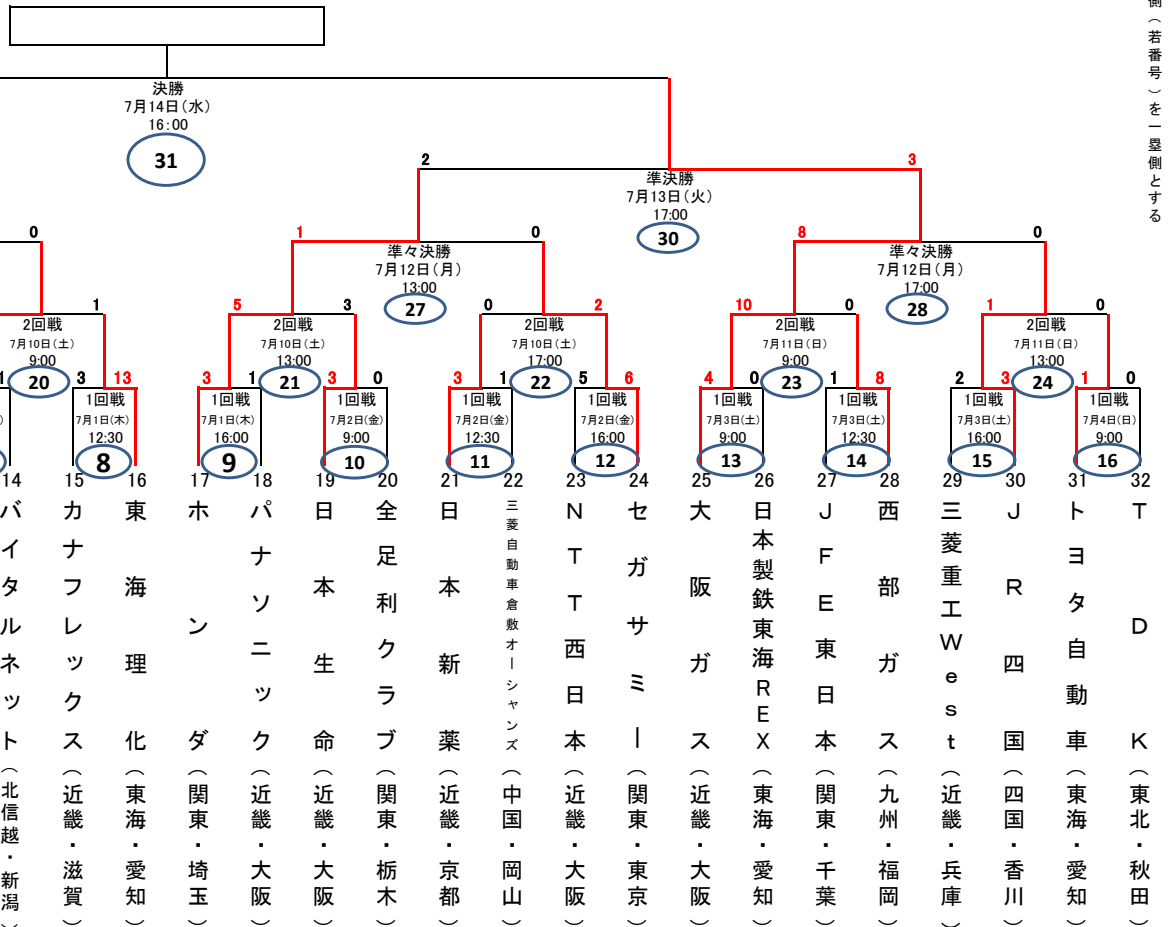 側（若番号）を一塁側とする
決勝
7月14日（水）
16：00
31
2
3
準決勝
7月13日（火）
17:00
30
0
1
0
8
0
準々決勝
7月12日（月）
13:00
27
準々決勝
7月12日（月）
17:00
28
1
5
3
0
2
10
0
1
0
2回戦
7月10日（土）
9:00
20
2回戦
7月10日（土）
13:00
21
2回戦
7月10日（土）
17:00
22
2回戦
7月11日（日）
9:00
23
2回戦
7月11日（日）
13:00
24
3
13
3
1
3
0
3
1
5
6
4
0
1
8
2
3
1
0
1回戦
7月1日（木）
12:30
8
1回戦
7月1日（木）
16:00
9
1回戦
7月2日（金）
9:00
10
1回戦
7月2日（金）
12:30
11
1回戦
7月2日（金）
16:00
12
1回戦
7月3日（土）
9:00
13
1回戦
7月3日（土）
12:30
14
1回戦
7月3日（土）
16:00
15
1回戦
7月4日（日）
9:00
16
14
バイタルネット（北信越・新潟）
15
カナフレックス（近畿・滋賀）
16
東海理化（東海・愛知）
17
ホンダ（関東・埼玉）
18
パナソニック（近畿・大阪）
19
日本生命（近畿・大阪）
20
全足利クラブ（関東・栃木）
21
日本新薬（近畿・京都）
22
三菱自動車倉敷オーシャンズ（中国・岡山）
23
NTT西日本（近畿・大阪）
24
セガサミー（関東・東京）
25
大阪ガス（近畿・大阪）
26
日本製鉄東海REX（東海・愛知）
27
JFE東日本（関東・千葉）
28
西部ガス（九州・福岡）
29
三菱重工West（近畿・兵庫）
30
JR四国（四国・香川）
31
トヨタ自動車（東海・愛知）
32
TDK（東北・秋田）